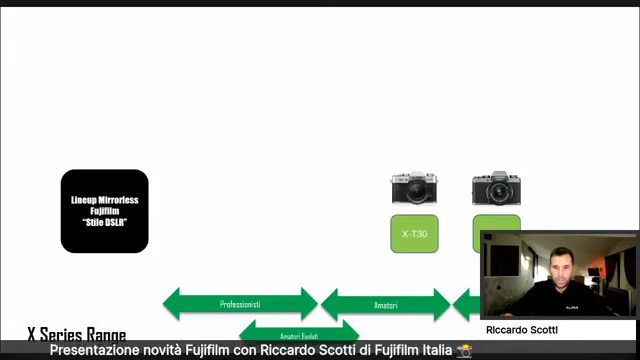 Lineup Mirrorless
Fujifilm
"Stile DSLR"
X-T30
Professionisti
Amatori
Amatori Evoluti
X Series Range
Riccardo Scotti
Presentazione novità Fujifilm con Riccardo Scotti di Fujifilm Italia 📸